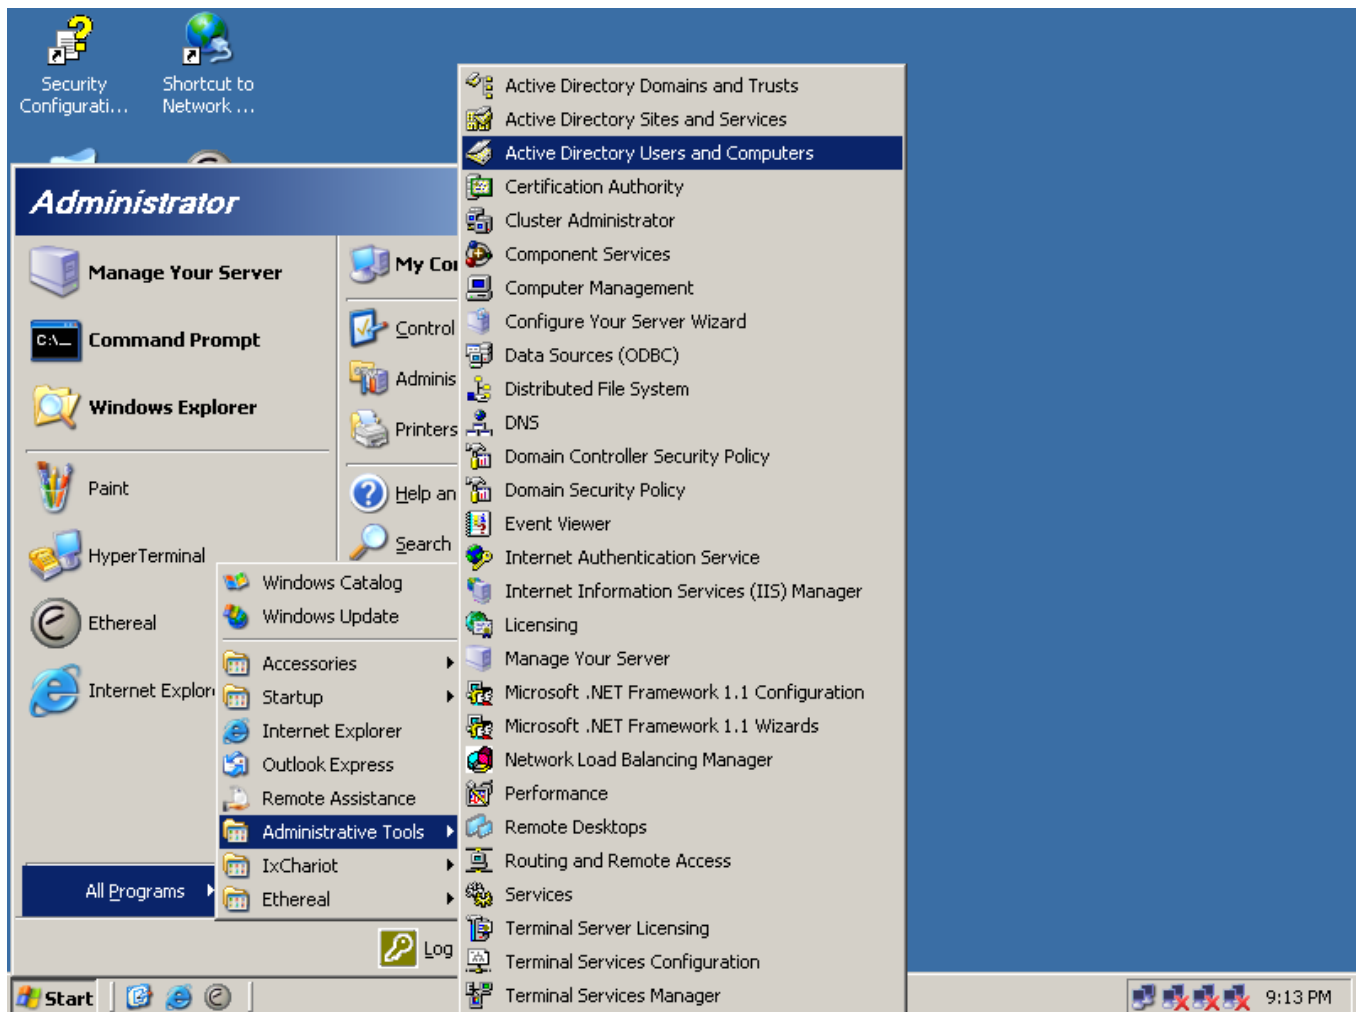 Security
Configurati...
Shortcut to
Network ...
Administrator
Manage Your Server
Command Prompt
C:\_
Windows Explorer
Paint
HyperTerminal
Ethereal
Internet Explor
All Programs
My Co
Control
Adminis
Printers
Help an
Search
Log
Windows Catalog
Windows Update
Accessories
Startup
Internet Explorer
Outlook Express
Remote Assistance
Administrative Tools
IxChariot
Ethereal
Active Directory Domains and Trusts
Active Directory Sites and Services
Active Directory Users and Computers
Certification Authority
Cluster Administrator
Component Services
Computer Management
Configure Your Server Wizard
Data Sources (ODBC)
Distributed File System
DNS
Domain Controller Security Policy
Domain Security Policy
Event Viewer
Internet Authentication Service
Internet Information Services (IIS) Manager
Licensing
Manage Your Server
Microsoft .NET Framework 1.1 Configuration
Microsoft .NET Framework 1.1 Wizards
Network Load Balancing Manager
Performance
Remote Desktops
Routing and Remote Access
Services
Terminal Server Licensing
Terminal Services Configuration
Terminal Services Manager
Start
9:13 PM